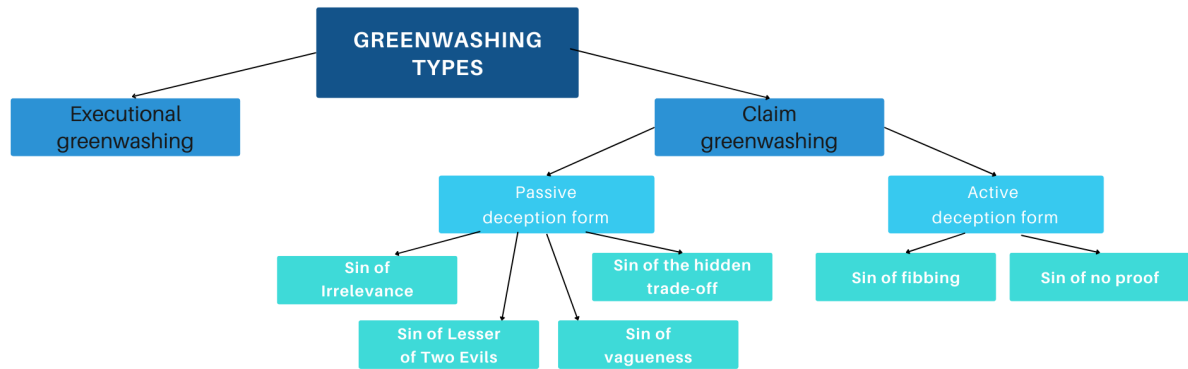 GREENWASHING
TYPES
Executional
greenwashing
Claim
greenwashing
Passive
deception form
Active
deception form
Sin of
Irrelevance
Sin of the hidden
trade-off
Sin of fibbing
Sin of no proof
Sin of Lesser
of Two Evils
Sin of
vagueness